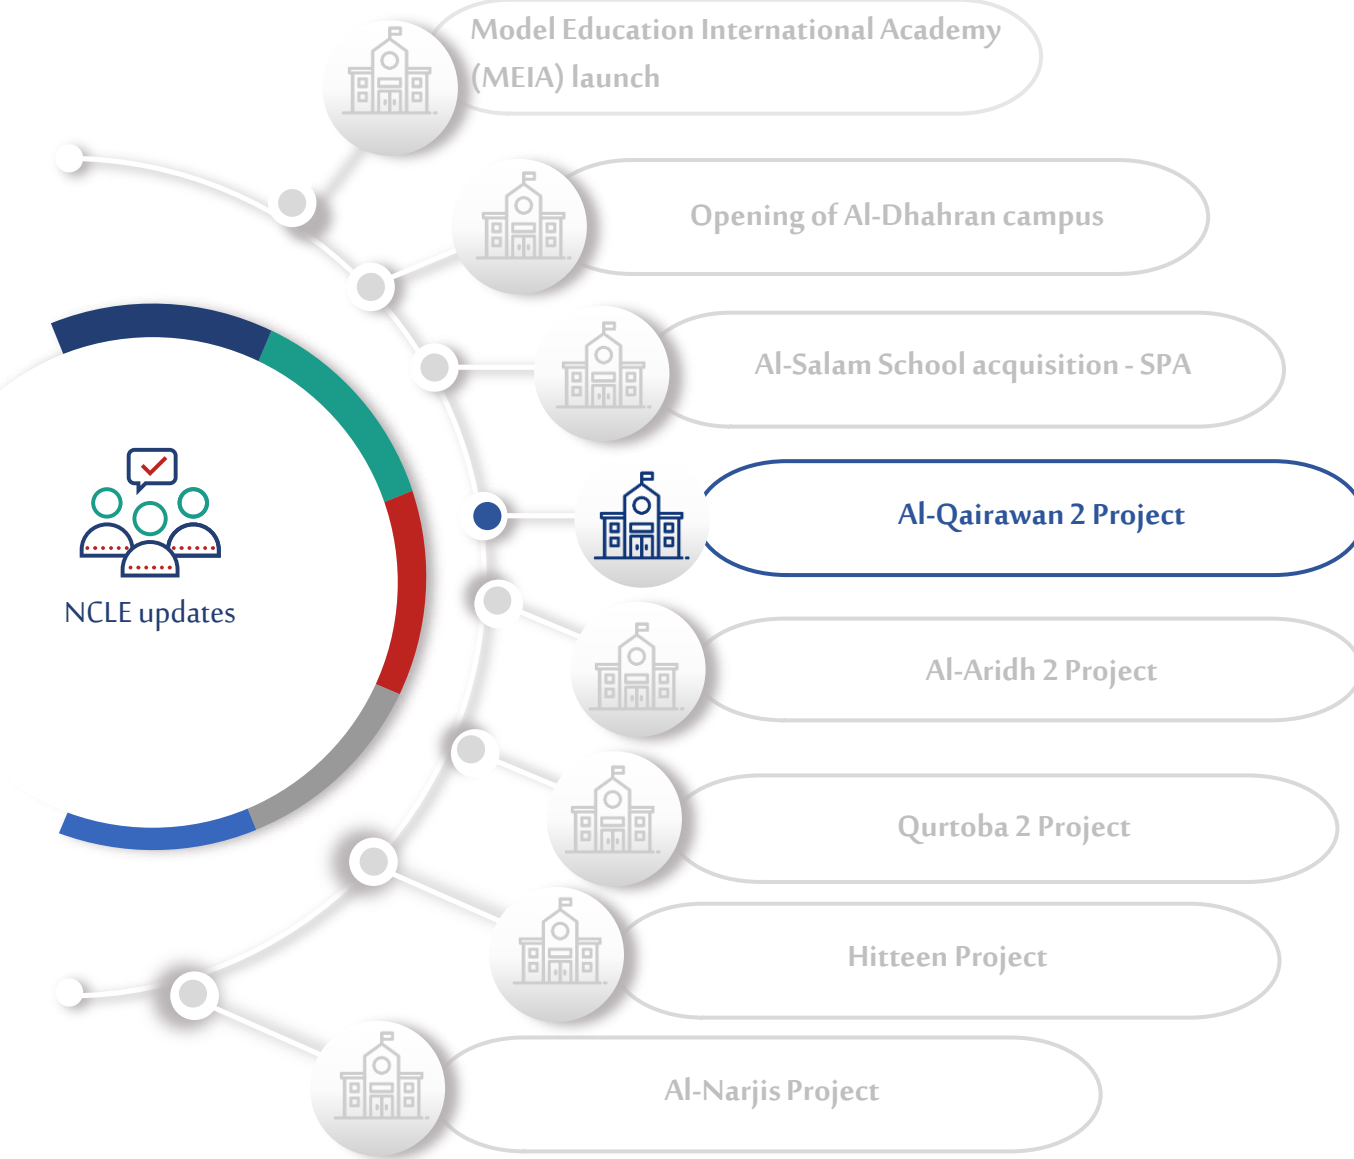 Model Education International Academy
(MEIA) launch
Opening of Al-Dhahran campus
Al-Salam School acquisition - SPA
Al-Qairawan 2 Project
NCLE updates
Al-Aridh 2 Project
Qurtoba 2 Project
Hitteen Project
Al-Narjis Project